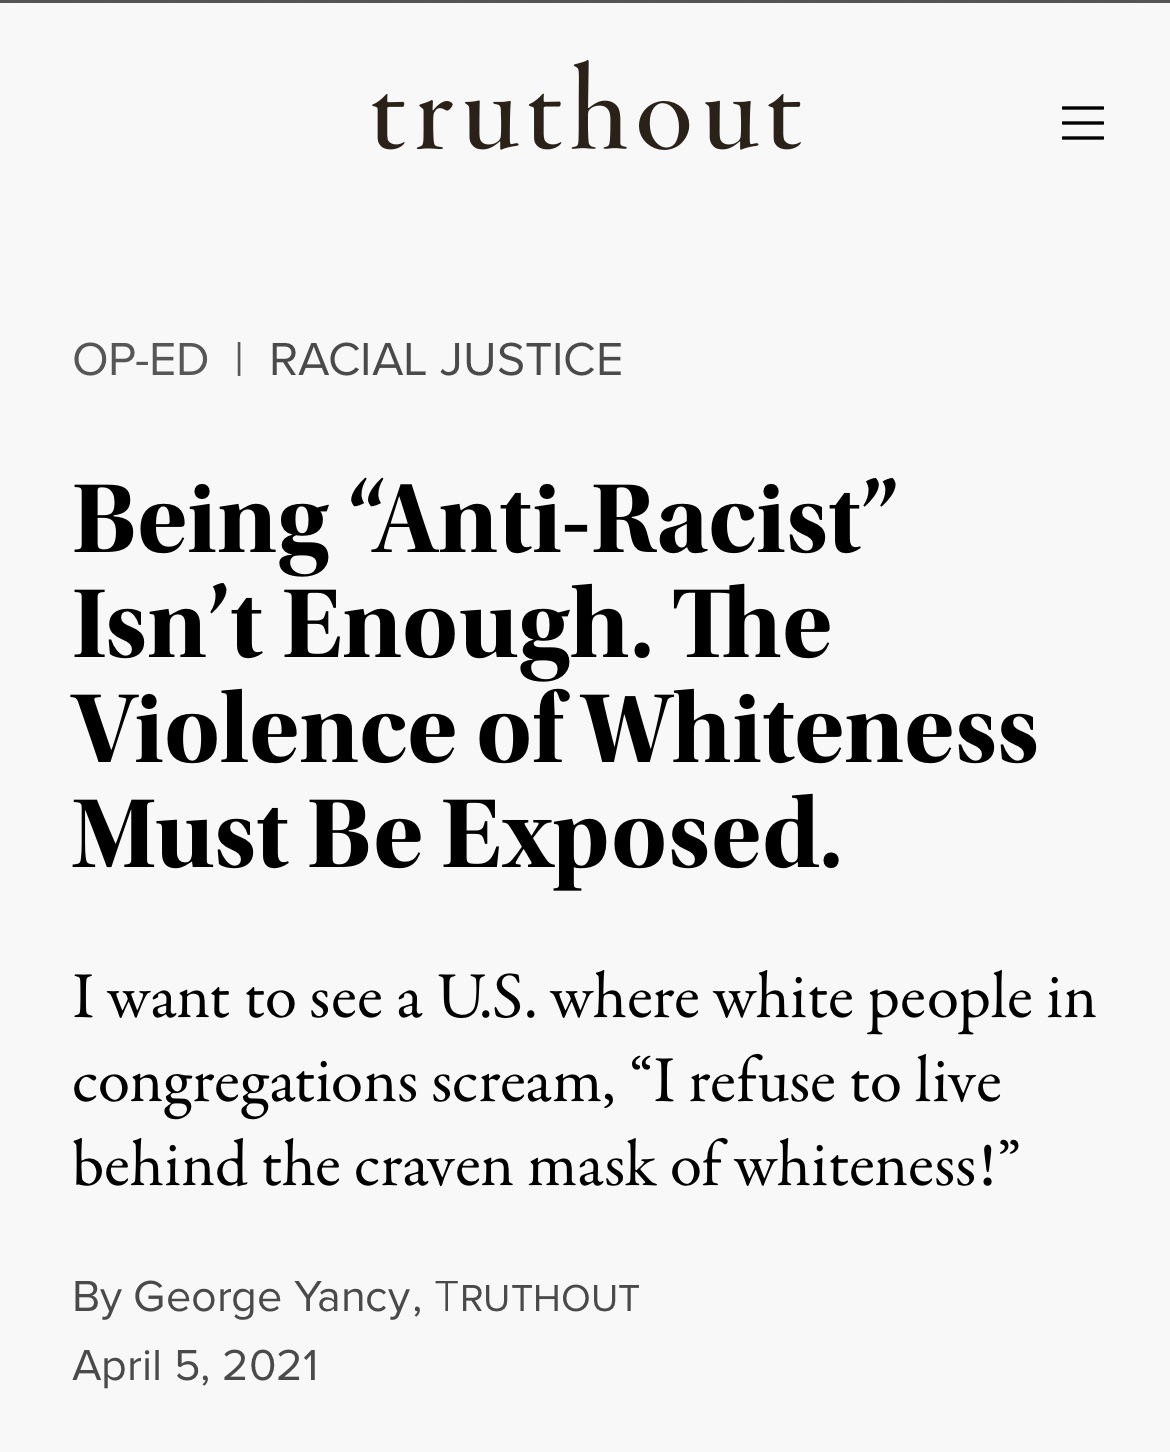 truthout
OP-ED | RACIAL JUSTICE
Being “Anti-Racist”
Isn’t Enough. The
Violence of Whiteness
Must Be Exposed.
I want to see a U.S. where white people in
congregations scream, “I refuse to live
behind the craven mask of whiteness!”
By George Yancy, TRUTHOUT
April 5, 2021